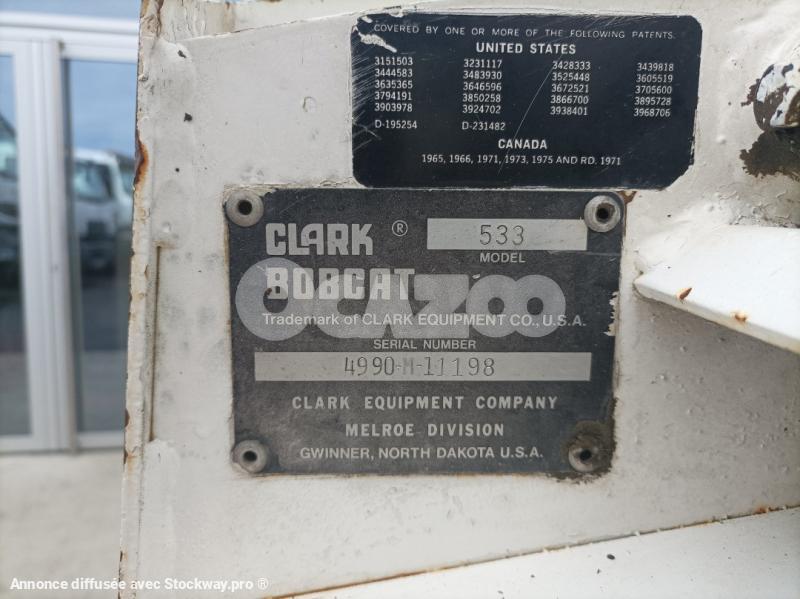 COVERED BY ONE OR MORE OF THE FOLLOWING PATENTS.
UNITED STATES
3151503 3231117 3428333 3439818
3444583 3483930 3525448 3605519
3635365 3646596 3672521 3705600
3794191 3850258 3866700 3895728
3903978 3924702 3938401 3968706
D-195254 D-231482
CANADA
1965, 1966, 1971, 1973, 1975 AND RD. 1971
CLARK ® 533
MODEL
BOBCAT
OCAZOO
Trademark of CLARK EQUIPMENT CO., U.S.A.
SERIAL NUMBER
4990-M-11198
CLARK EQUIPMENT COMPANY
MELROE DIVISION
GWINNER, NORTH DAKOTA U.S.A.
Annonce diffusée avec Stockway.pro ®